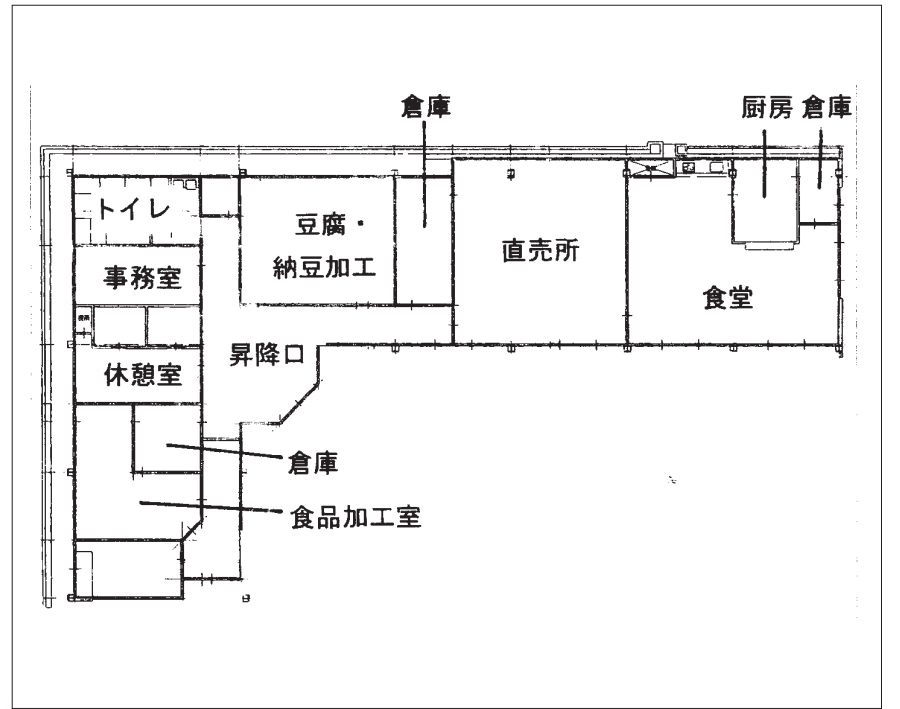 倉庫
厨房 倉庫
トイレ
豆腐・
納豆加工
直売所
事務室
食堂
昇降口
休憩室
倉庫
食品加工室